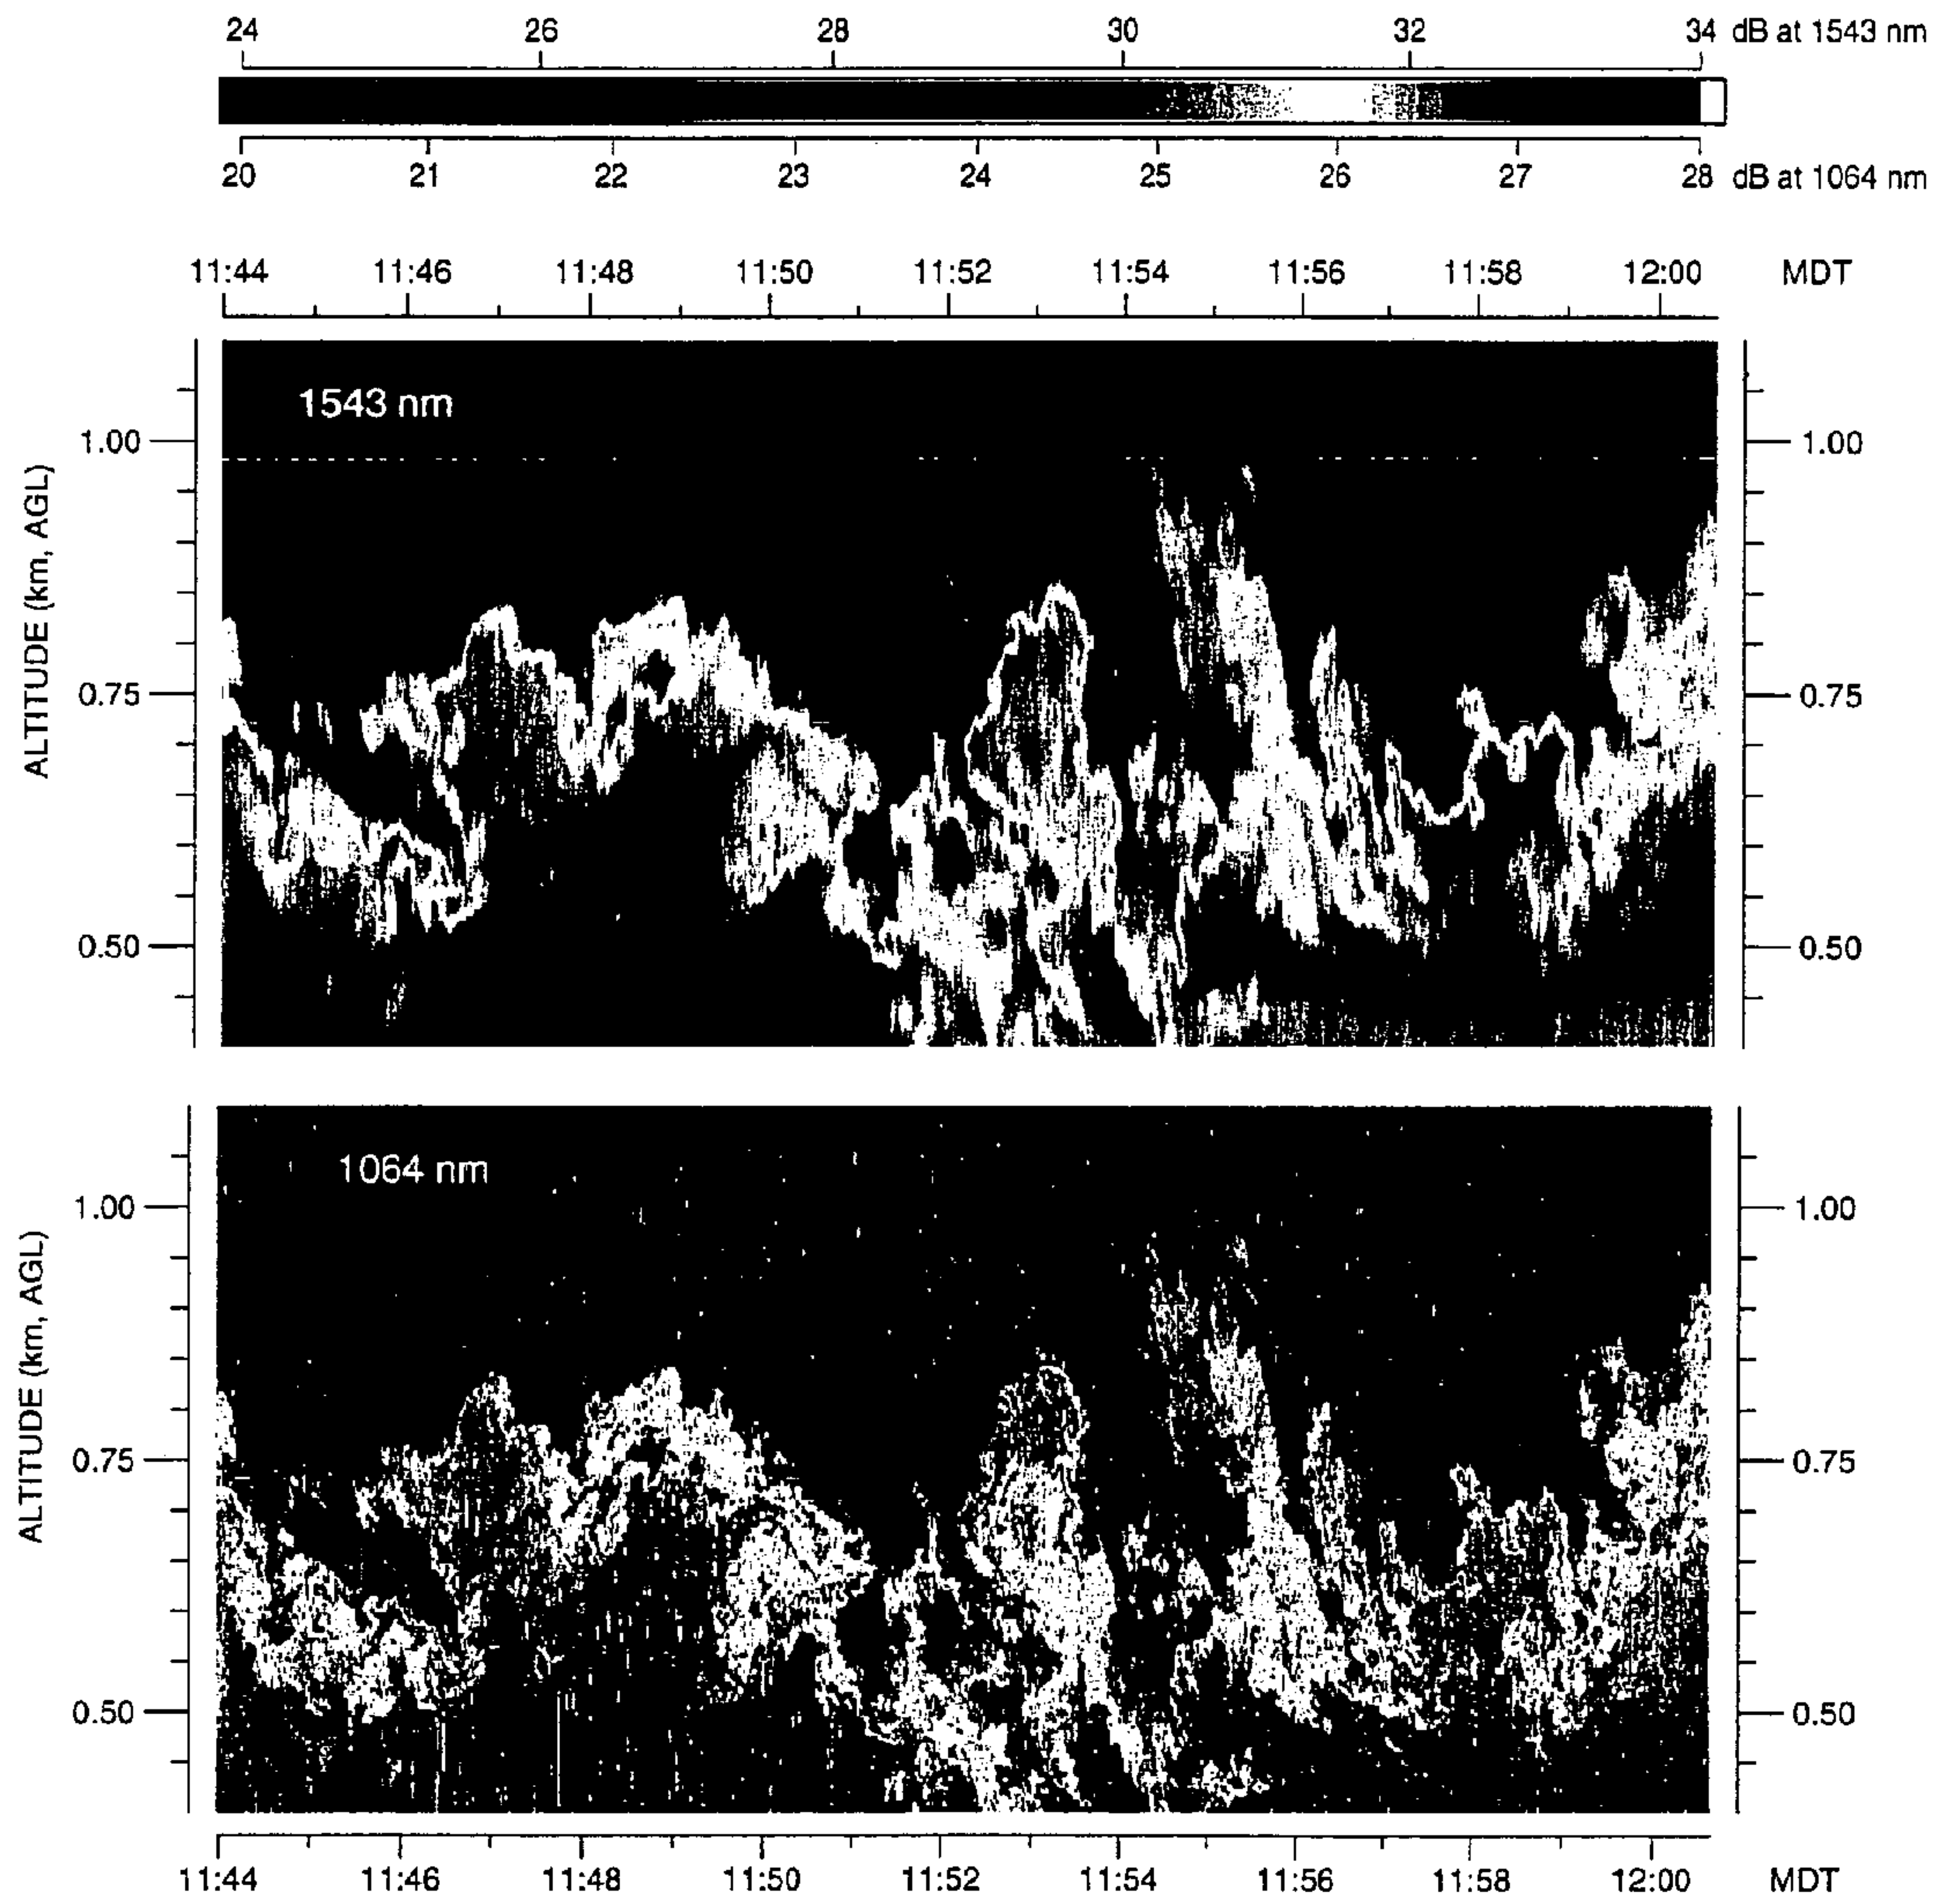 24 26 28 30 32 34 dB at 1543 nm
20 21 22 23 24 25 26 27 28 dB at 1064 nm
11:44 11:46 11:48 11:50 11:52 11:54 11:56 11:58 12:00 MDT
1543 nm
1.00 1.00
ALTITUDE (km, AGL)
0.75 0.75
0.50 0.50
1064 nm
1.00 1.00
ALTITUDE (km, AGL)
0.75 0.75
0.50 0.50
11:44 11:46 11:48 11:50 11:52 11:54 11:56 11:58 12:00 MDT